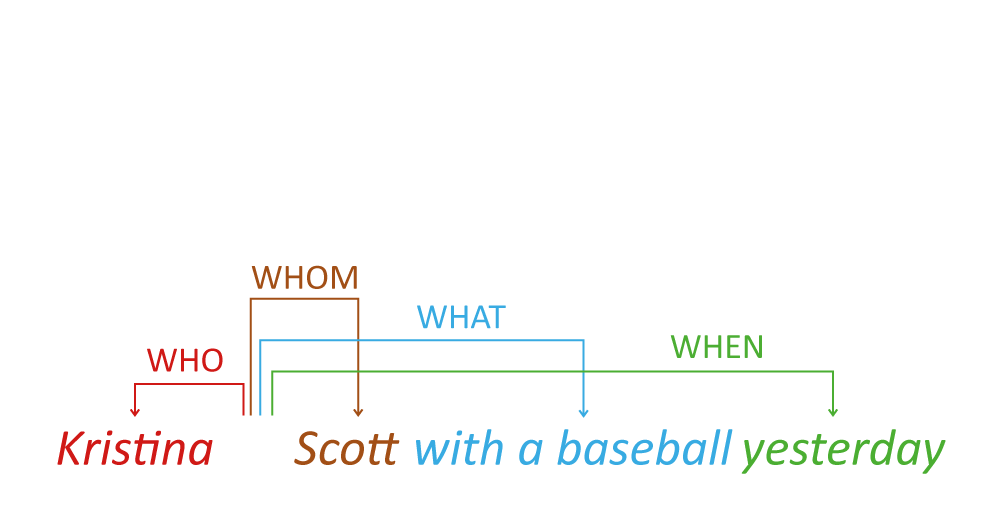 WHOM
WHAT
WHEN
WHO
Kristina Scott with a baseball yesterday